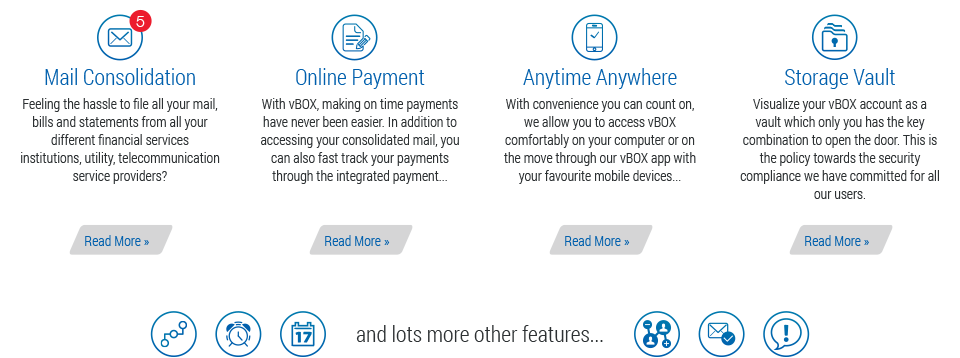 5
Mail Consolidation
Feeling the hassle to file all your mail,
bills and statements from all your
different financial services
institutions, utility, telecommunication
service providers?
Read More »
Online Payment
With vBOX, making on time payments
have never been easier. In addition to
accessing your consolidated mail, you
can also fast track your payments
through the integrated payment...
Read More »
Anytime Anywhere
With convenience you can count on,
we allow you to access vBOX
comfortably on your computer or on
the move through our vBOX app with
your favourite mobile devices...
Read More »
Storage Vault
Visualize your vBOX account as a
vault which only you has the key
combination to open the door. This is
the policy towards the security
compliance we have committed for all
our users.
Read More »
17
and lots more other features...